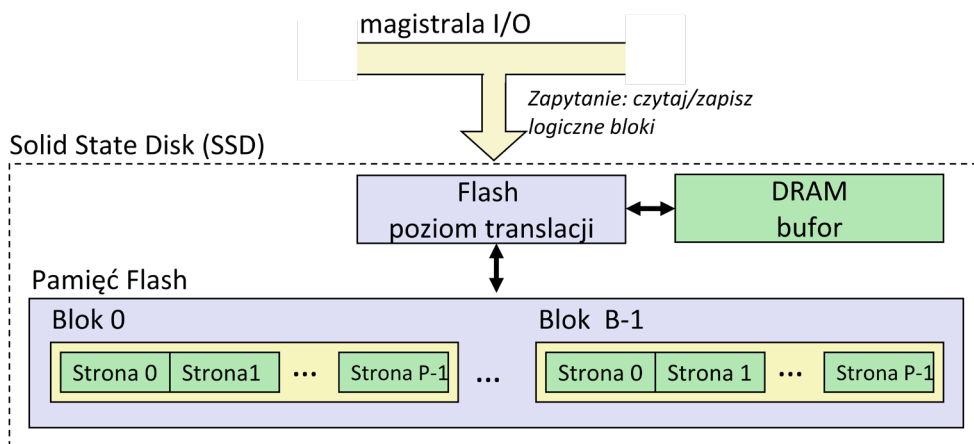 magistrala I/O
Zapytanie: czytaj/zapisz
logiczne bloki
Solid State Disk (SSD)
Flash
poziom translacji
DRAM
bufor
Pamięć Flash
Blok 0
Blok B-1
Strona 0 Strona1 ... Strona P-1 ... Strona 0 Strona 1 ... Strona P-1